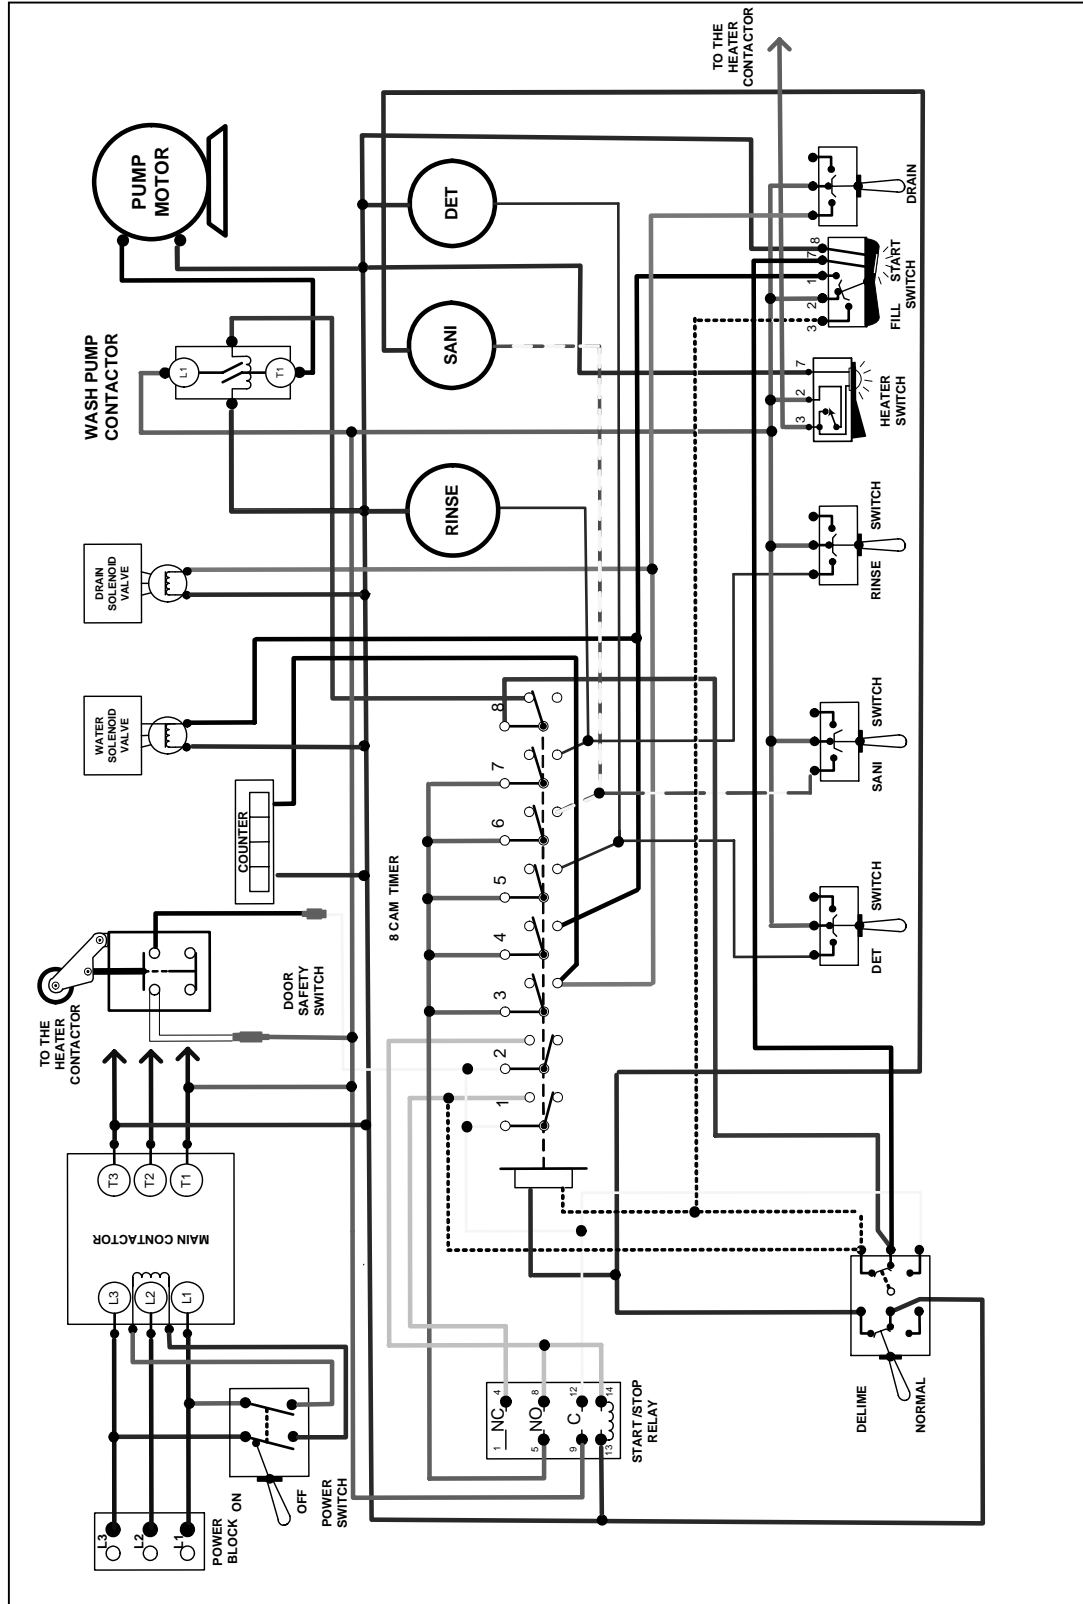 TO THE
HEATER
CONTACTOR
PUMP
MOTOR
WASH PUMP
CONTACTOR
L1
T1
DRAIN
SOLENOID
VALVE
WATER
SOLENOID
VALVE
COUNTER
DOOR
SAFETY
SWITCH
T3
T2
T1
MAIN CONTACTOR
L3
L2
L1
L3
L2
L1
POWER
BLOCK
ON
OFF
POWER
SWITCH
DET
SANI
RINSE
8 CAM TIMER
1
2
3
4
5
6
7
8
4
8
12
14
NC
NO
C
1
5
9
13
START /STOP
RELAY
TO THE
HEATER
CONTACTOR
DRAIN
8
7
1
2
3
FILL
START
SWITCH
7
2
3
HEATER
SWITCH
RINSE SWITCH
SANI SWITCH
DET SWITCH
DELIME
NORMAL